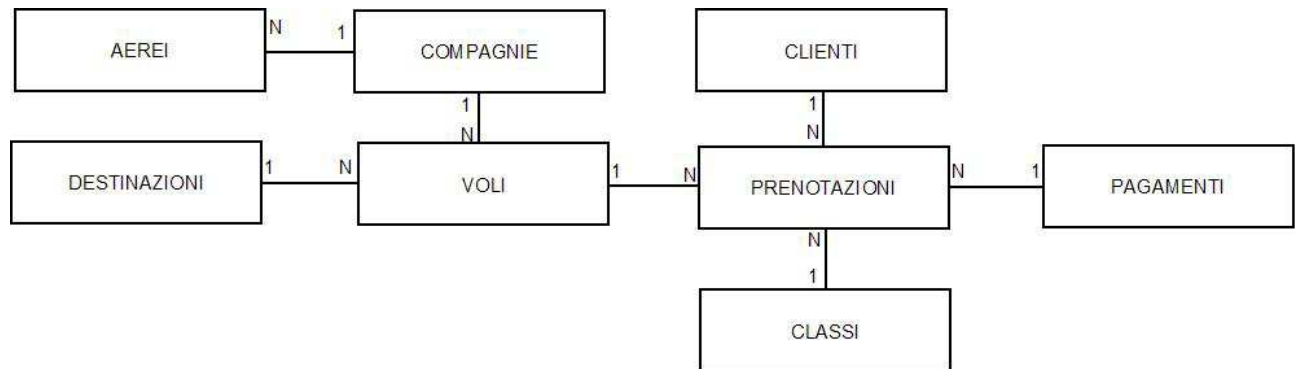 AEREI
N
1
COMPAGNIE
CLIENTI
1
N
1
N
DESTINAZIONI
1
N
VOLI
1
N
PRENOTAZIONI
N
1
PAGAMENTI
N
1
CLASSI